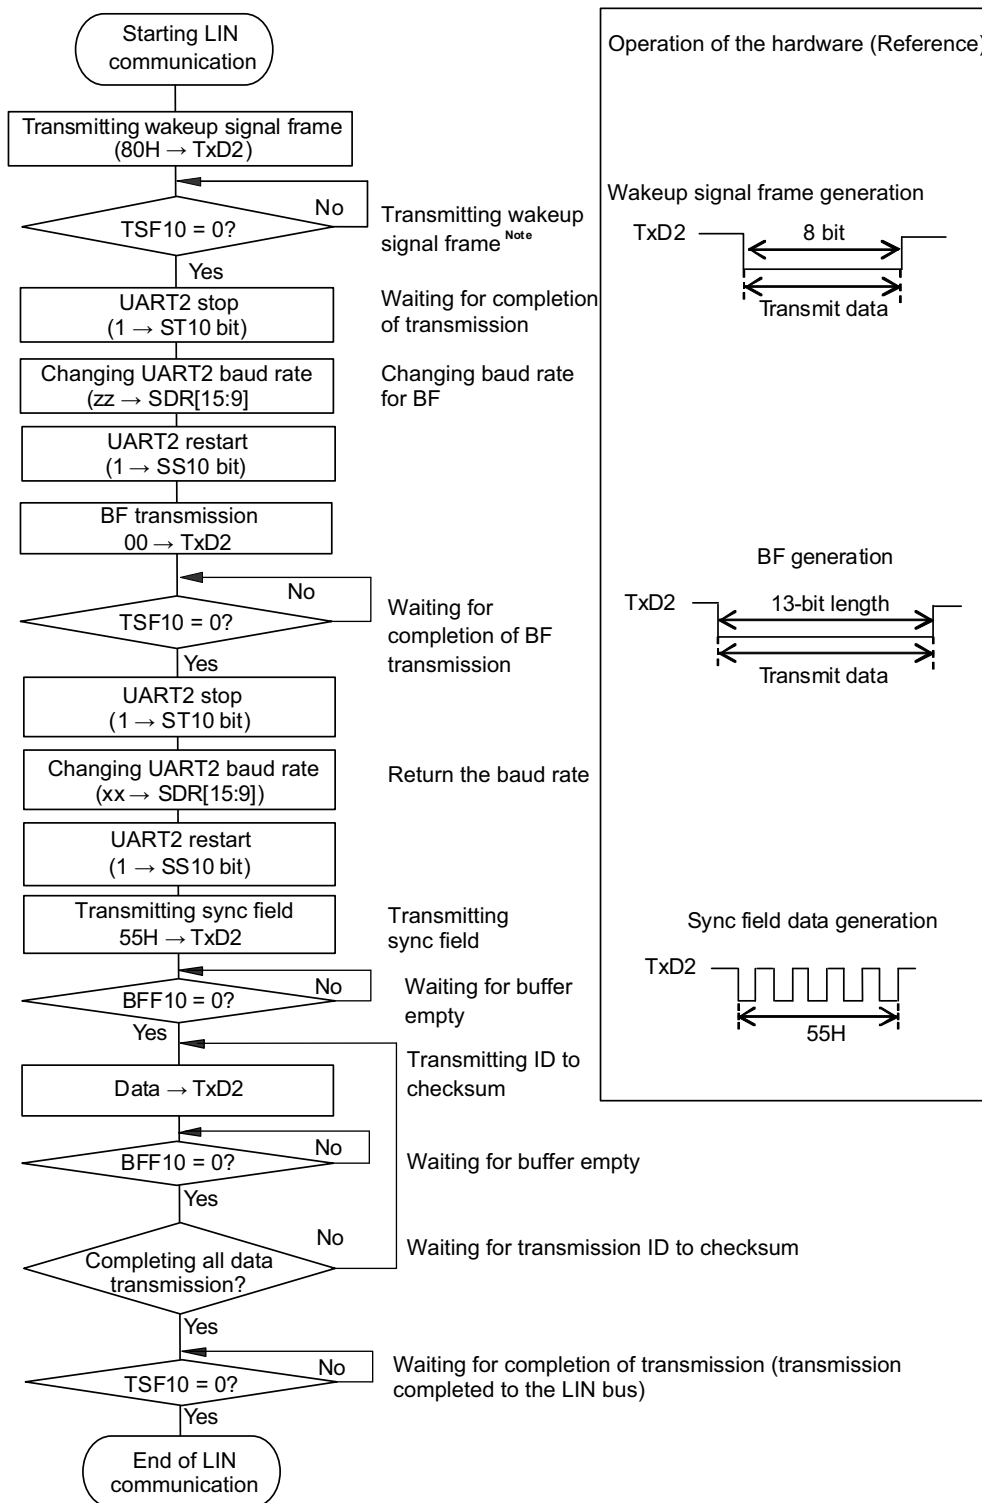 Starting LIN
communication
Transmitting wakeup signal frame
(80H → TxD2)
No
TSF10 = 0?
Transmitting wakeup
signal frame Note
Yes
UART2 stop
(1 → ST10 bit)
Waiting for completion
of transmission
Changing UART2 baud rate
(zz → SDR[15:9]
Changing baud rate
for BF
UART2 restart
(1 → SS10 bit)
BF transmission
00 → TxD2
No
TSF10 = 0?
Waiting for
completion of BF
transmission
Yes
UART2 stop
(1 → ST10 bit)
Changing UART2 baud rate
(xx → SDR[15:9])
Return the baud rate
UART2 restart
(1 → SS10 bit)
Transmitting sync field
55H → TxD2
Transmitting
sync field
No
BFF10 = 0?
Waiting for buffer
empty
Yes
Transmitting ID to
checksum
Data → TxD2
No
BFF10 = 0?
Waiting for buffer empty
Yes
No
Completing all data
transmission?
Waiting for transmission ID to checksum
Yes
No
TSF10 = 0?
Waiting for completion of transmission (transmission
completed to the LIN bus)
Yes
End of LIN
communication
Operation of the hardware (Reference)
Wakeup signal frame generation
TxD2
8 bit
Transmit data
BF generation
TxD2
13-bit length
Transmit data
Sync field data generation
TxD2
55H